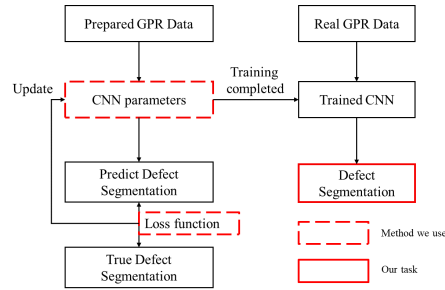 Prepared GPR Data
Real GPR Data
Training
completed
Update
CNN parameters
Trained CNN
Predict Defect
Segmentation
Defect
Segmentation
Loss function
Method we use
True Defect
Segmentation
Our task